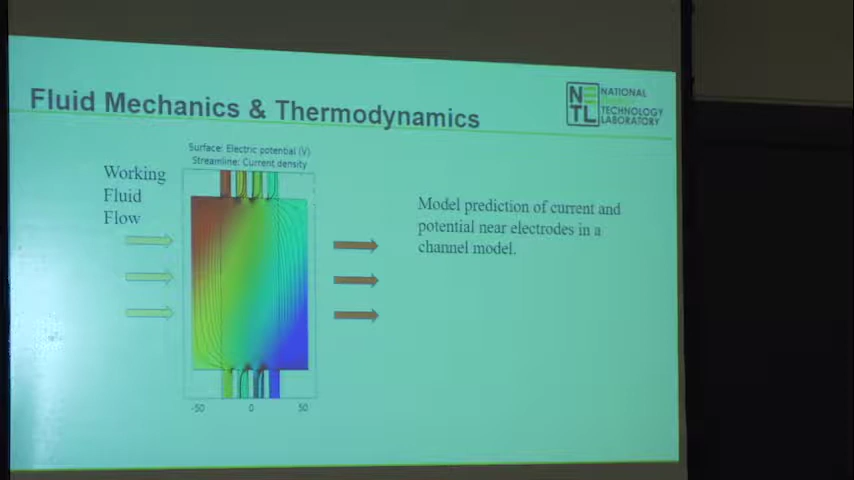 Fluid Mechanics & Thermodynamics
NETL
NATIONAL
TECHNOLOGY
LABORATORY
Surface: Electric potential (V)
Streamline: Current density
Working
Fluid
Flow
Model prediction of current and
potential near electrodes in a
channel model.
-50 0 50